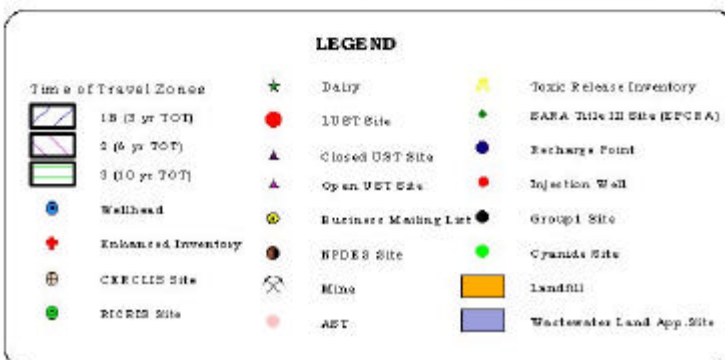 LEGEND
Time of Travel Zones
1B (3 yr TOT)
2 (6 yr TOT)
3 (10 yr TOT)
Wellhead
Enhanced Inventory
CERCLIS Site
RICRIS Site
Dairy
LUST Site
Closed UST Site
Open UST Site
Business Mailing List
NPDES Site
Mine
AST
Toxic Release Inventory
SARA Title III Site (EPCRA)
Recharge Point
Injection Well
Group1 Site
Cyanide Site
Landfill
Wastewater Land App.Site